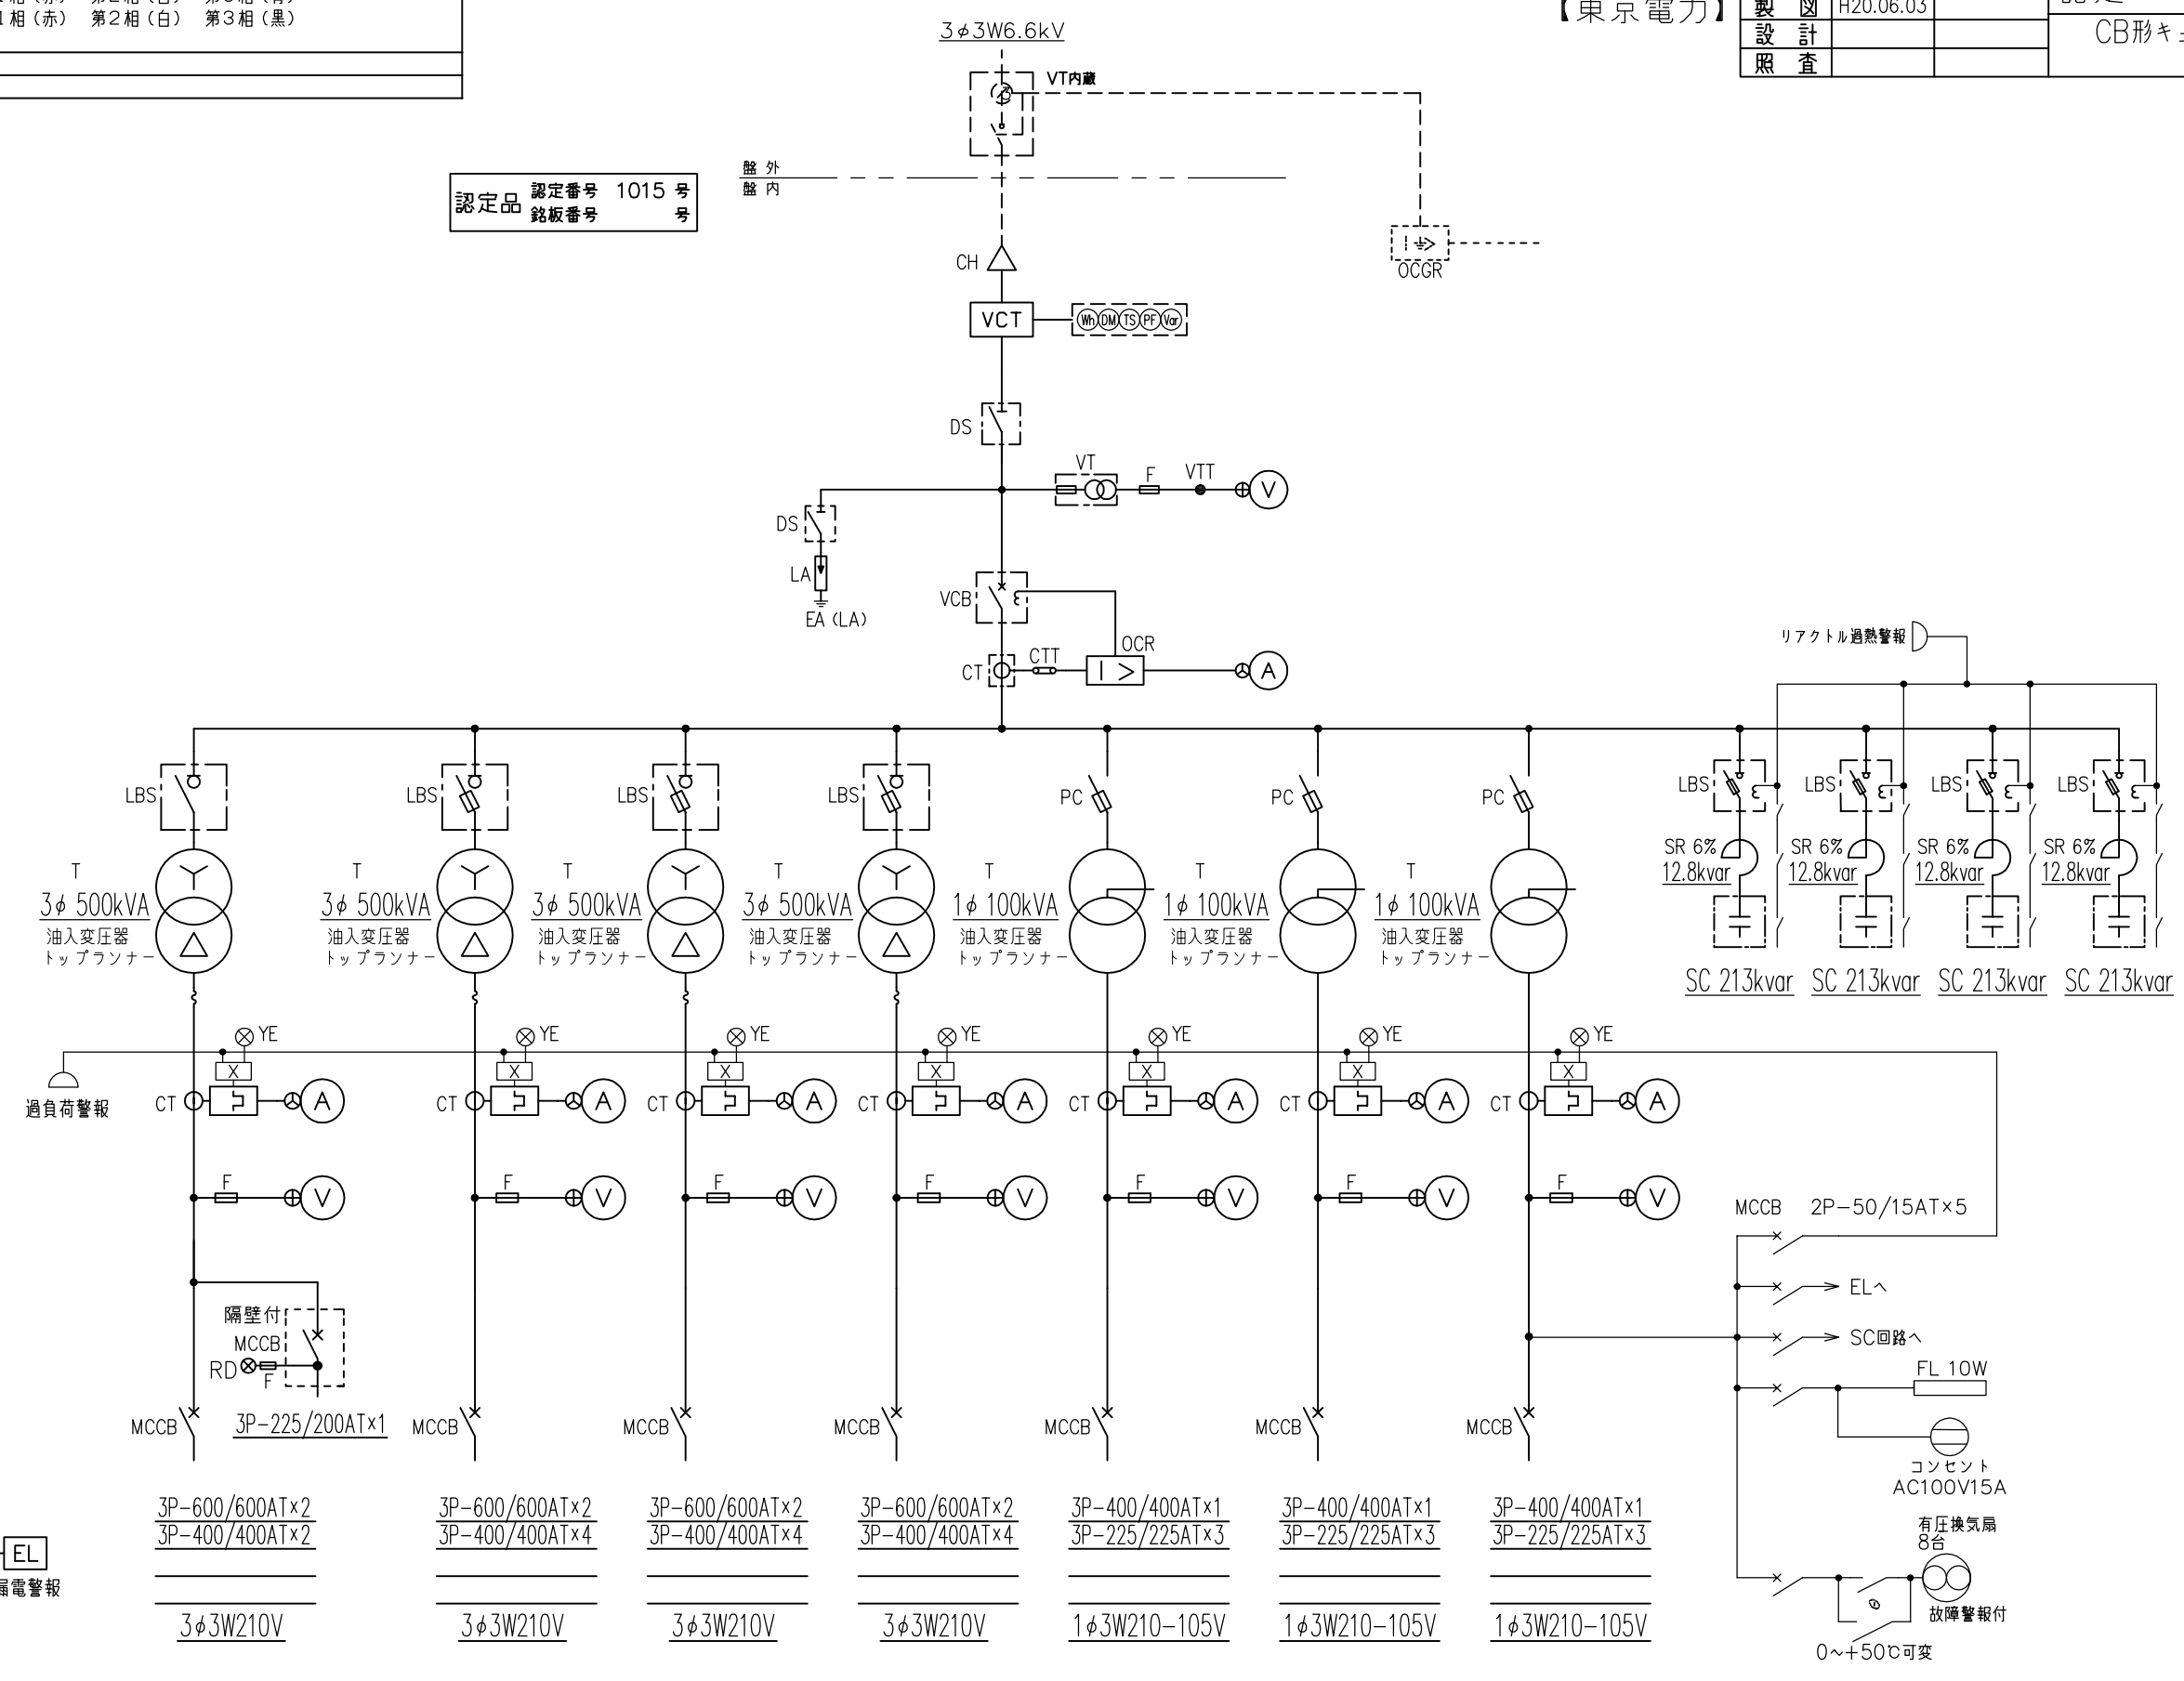 1相（赤） 第2相（白） 第3相（黒）
【東京電力】
製 図 H20.06.03
設 計
照 査
CB形キュ
3φ3W6.6kV
VT内蔵
盤 外
盤 内
認定品
認定番号 1015 号
銘板番号 号
OCGR
CH
VCT
Wh DM TS PF Var
DS
VT F VTT V
DS
LA
EA（LA）
VCB
OCR
CT CTT I > A
リアクトル過熱警報
LBS LBS LBS LBS PC PC PC LBS LBS LBS LBS
SR 6% SR 6% SR 6% SR 6%
12.8kvar 12.8kvar 12.8kvar 12.8kvar
T T T T T T T
3φ 500kVA 3φ 500kVA 3φ 500kVA 3φ 500kVA 1φ 100kVA 1φ 100kVA 1φ 100kVA
油入変圧器 油入変圧器 油入変圧器 油入変圧器 油入変圧器 油入変圧器 油入変圧器
トップランナー トップランナー トップランナー トップランナー トップランナー トップランナー トップランナー
SC 213kvar SC 213kvar SC 213kvar SC 213kvar
YE YE YE YE YE YE YE
X X X X X X X
過負荷警報
CT A CT A CT A CT A CT A CT A CT A
F V F V F V F V F V F V F V
MCCB 2P-50/15AT×5
ELへ
SC回路へ
FL 10W
コンセント
AC100V15A
有圧換気扇
8台
故障警報付
0～+50℃可変
隔壁付
MCCB
RD F
3P-225/200AT×1
MCCB MCCB MCCB MCCB MCCB MCCB MCCB
3P-600/600AT×2 3P-600/600AT×2 3P-600/600AT×2 3P-600/600AT×2 3P-400/400AT×1 3P-400/400AT×1 3P-400/400AT×1
3P-400/400AT×2 3P-400/400AT×4 3P-400/400AT×4 3P-400/400AT×4 3P-225/225AT×3 3P-225/225AT×3 3P-225/225AT×3
EL
漏電警報
3φ3W210V 3φ3W210V 3φ3W210V 3φ3W210V 1φ3W210-105V 1φ3W210-105V 1φ3W210-105V